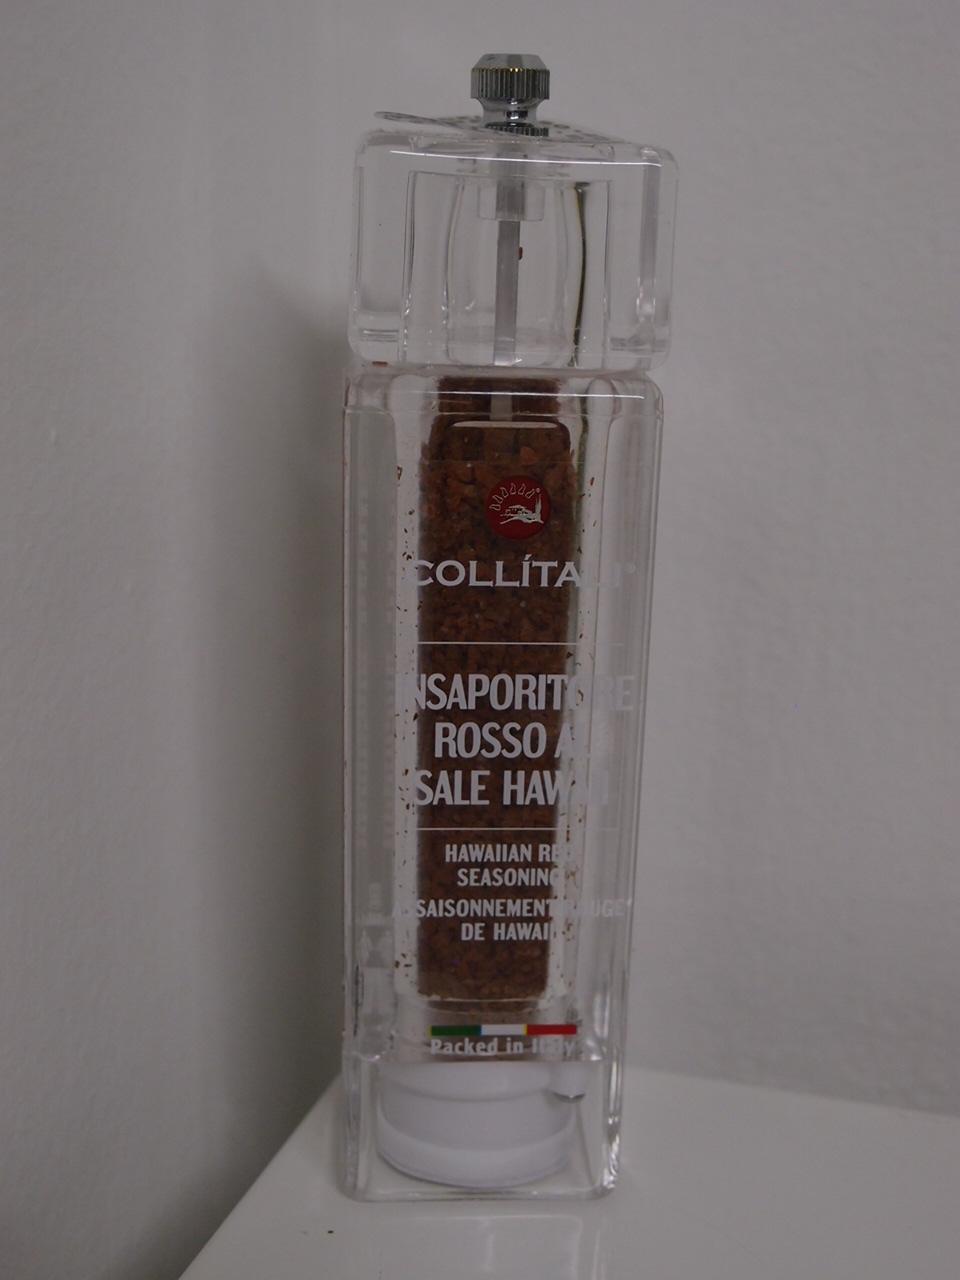 COLLÍTALI®
INSAPORITORE
ROSSO AL
SALE HAWAII
HAWAIIAN RED
SEASONING
ASSAISONNEMENT ROUGE
DE HAWAII
Packed in Italy